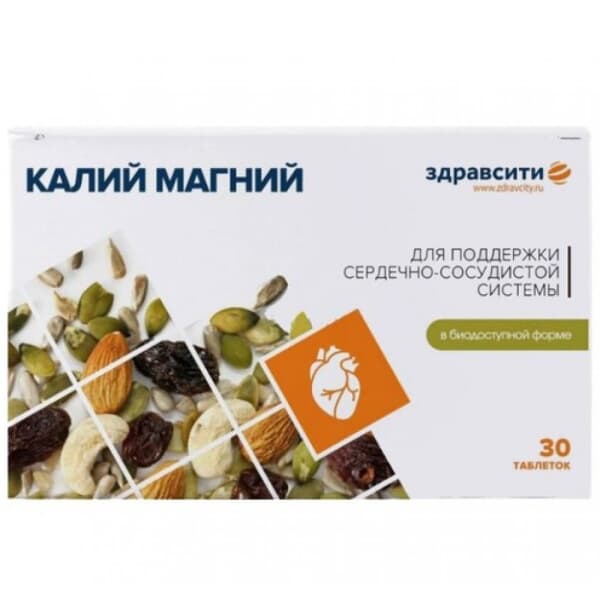 КАЛИЙ МАГНИЙ
здравсити
www.zdravcity.ru
ДЛЯ ПОДДЕРЖКИ
СЕРДЕЧНО-СОСУДИСТОЙ
СИСТЕМЫ
в биодоступной форме
30
ТАБЛЕТОК